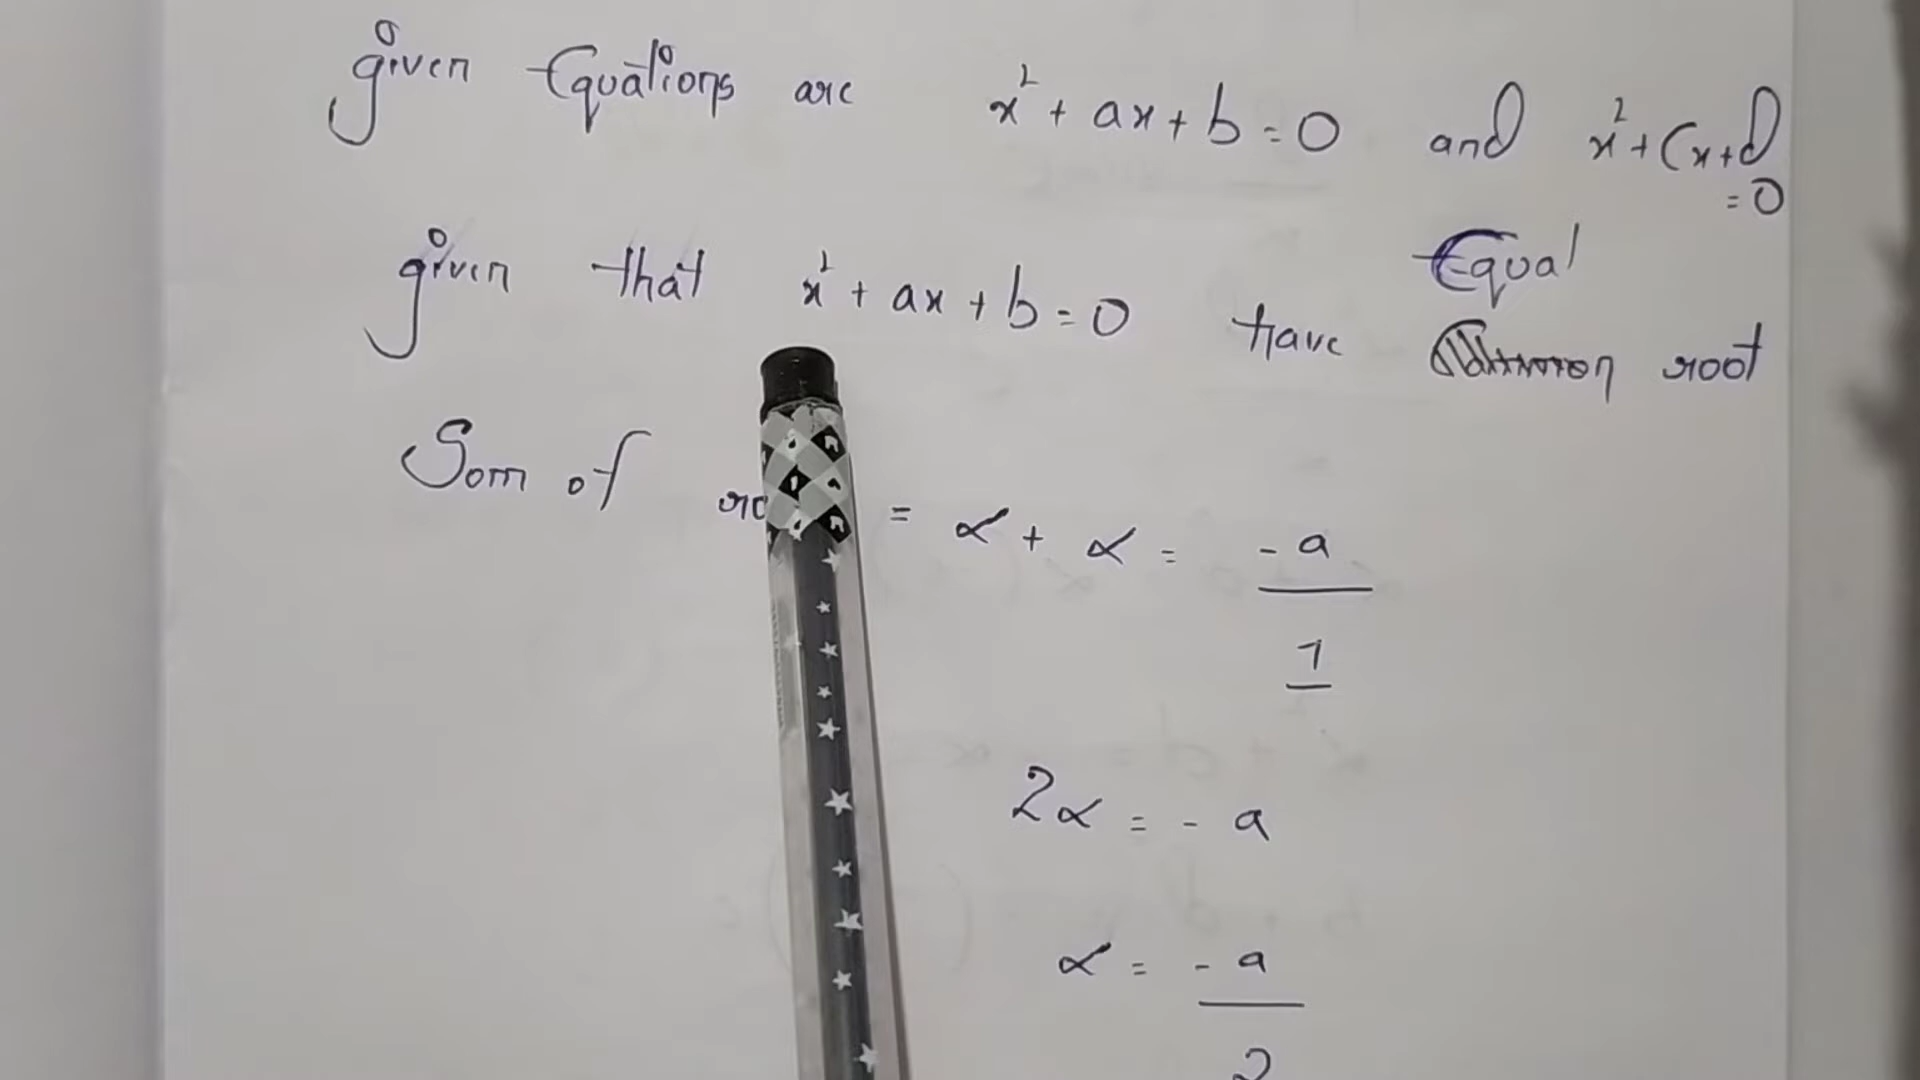 given Equations are x² + ax + b = 0 and x² + cx + d = 0
given that x² + ax + b = 0 have Equal root
Som of = α + α = -a/1
2α = - a
α = -a/2